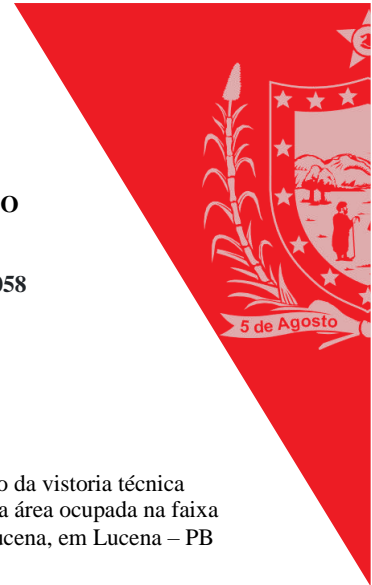 O
058
5 de Agosto
o da vistoria técnica
a área ocupada na faixa
ucena, em Lucena – PB